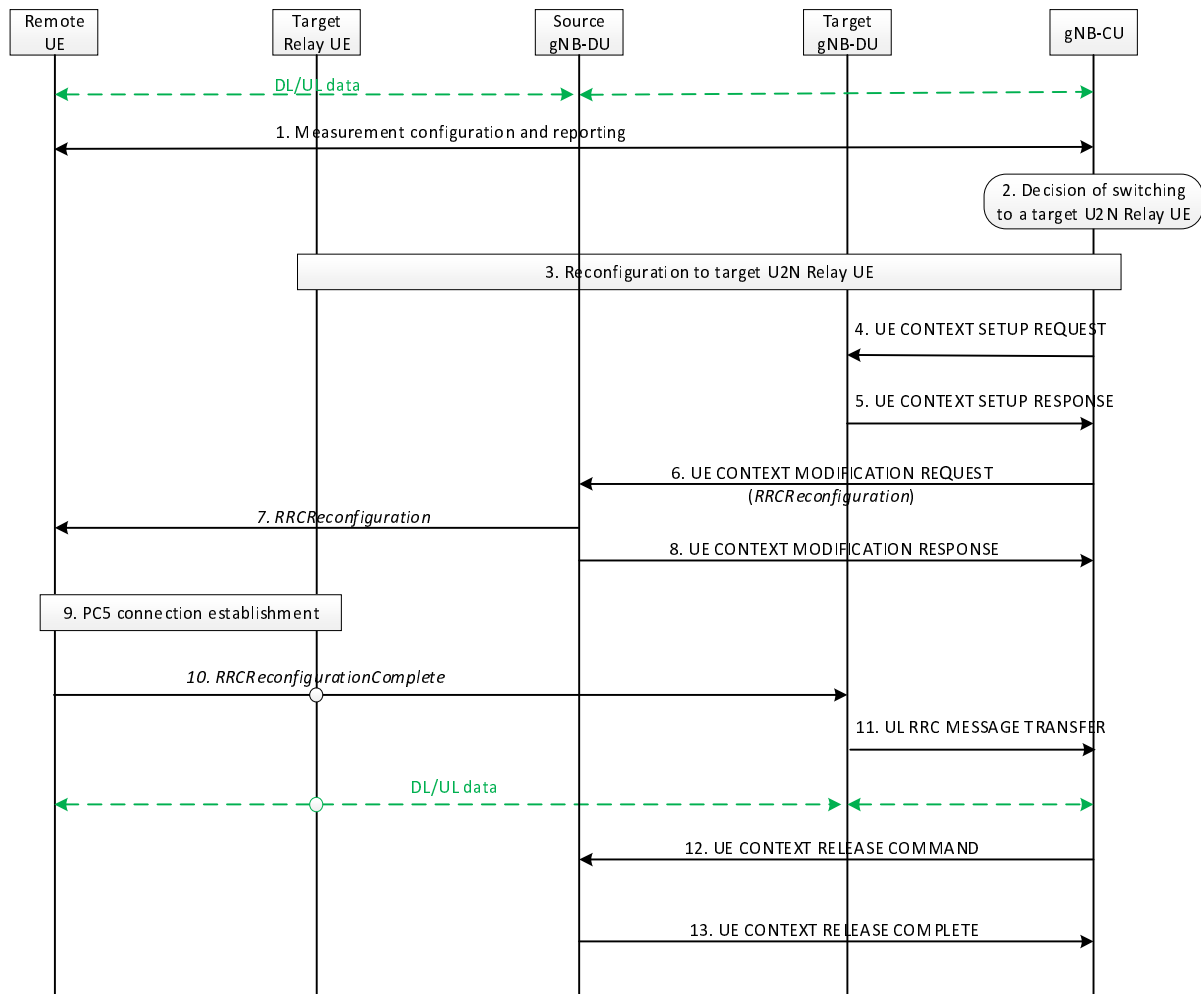 Remote
UE
Target
Relay UE
Source
gNB-DU
Target
gNB-DU
gNB-CU
DL/UL data
1. Measurement configuration and reporting
2. Decision of switching
to a target U2N Relay UE
3. Reconfiguration to target U2N Relay UE
4. UE CONTEXT SETUP REQUEST
5. UE CONTEXT SETUP RESPONSE
6. UE CONTEXT MODIFICATION REQUEST
(RRCReconfiguration)
7. RRCReconfiguration
8. UE CONTEXT MODIFICATION RESPONSE
9. PC5 connection establishment
10. RRCReconfigurationComplete
11. UL RRC MESSAGE TRANSFER
DL/UL data
12. UE CONTEXT RELEASE COMMAND
13. UE CONTEXT RELEASE COMPLETE